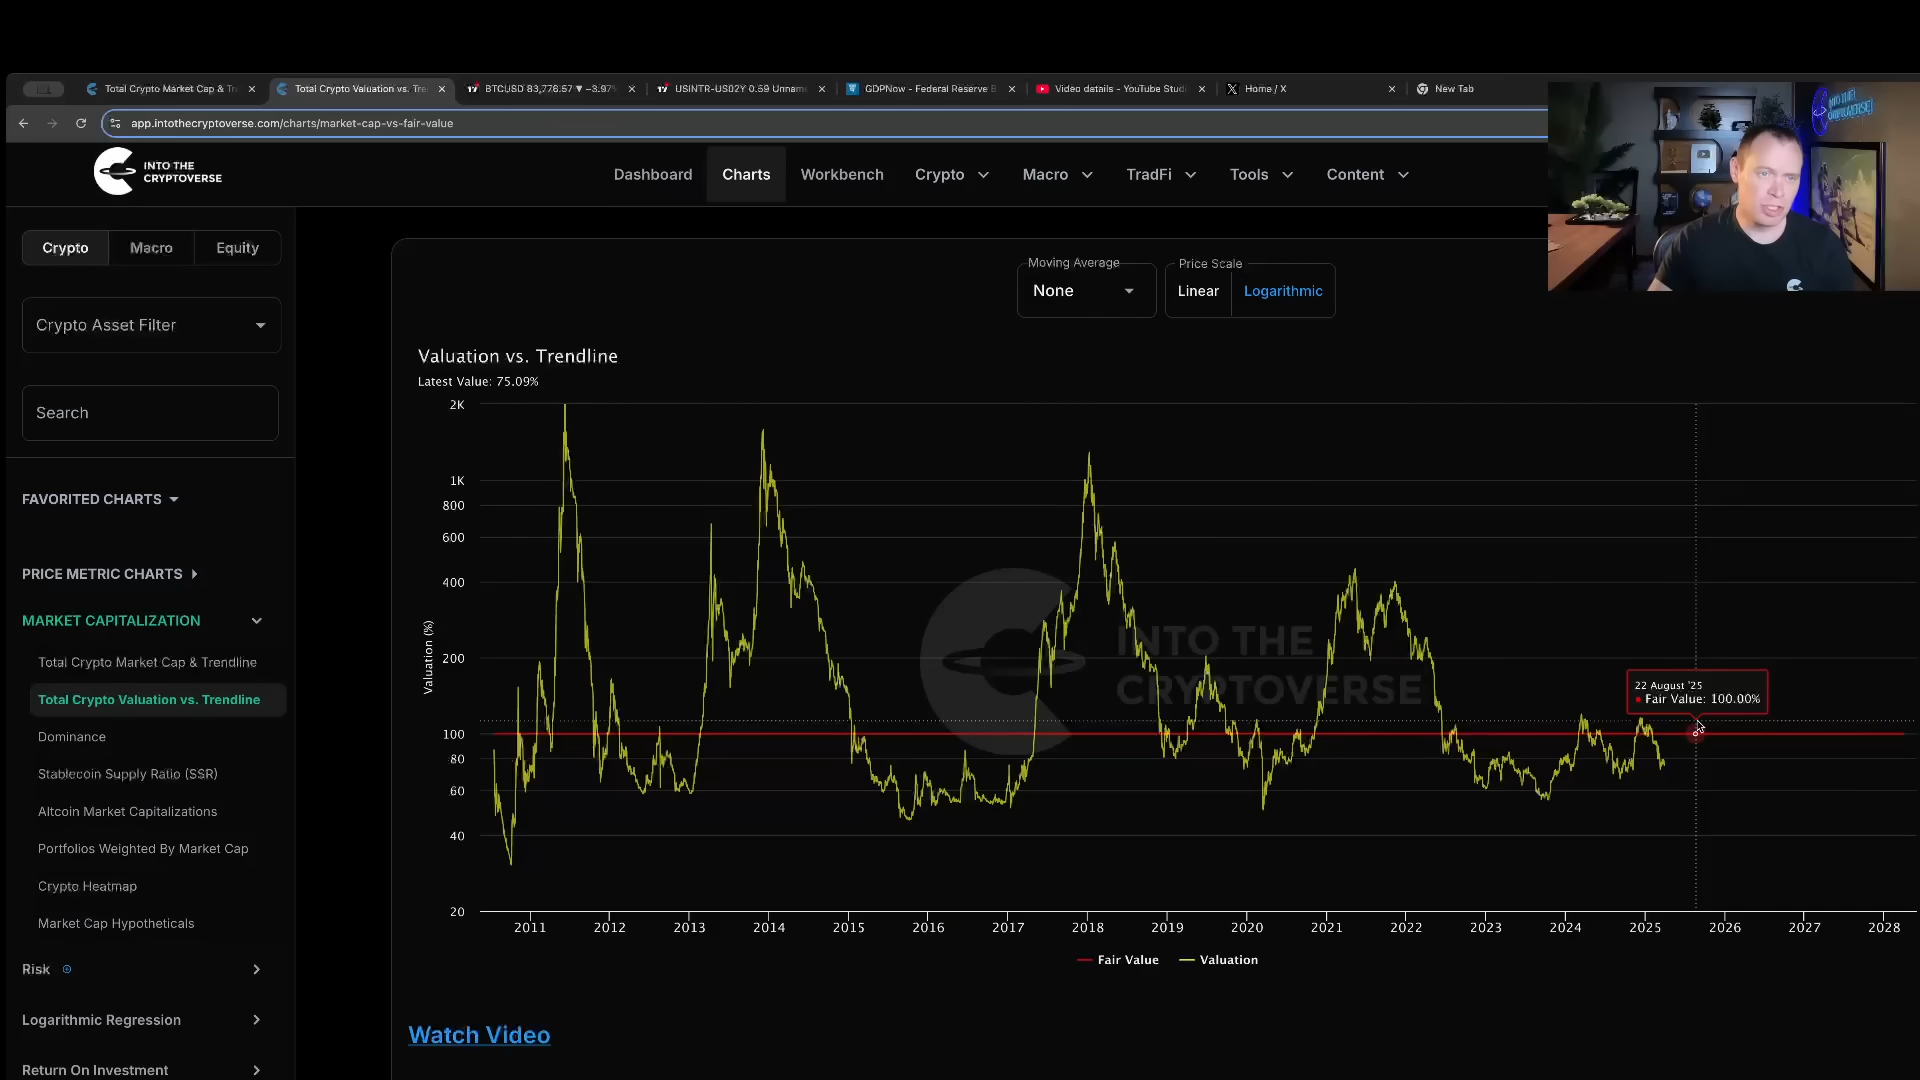 Total Crypto Market Cap & Tr
Total Crypto Valuation vs. Tre
BTCUSD 83,776.57 ▼ −3.97%
USINTR-US02Y 0.59 Unnam
GDPNow - Federal Reserve B
Video details - YouTube Stud
Home / X
New Tab
app.intothecryptoverse.com/charts/market-cap-vs-fair-value
INTO THE
CRYPTOVERSE
Dashboard
Charts
Workbench
Crypto
Macro
TradFi
Tools
Content
Crypto
Macro
Equity
Crypto Asset Filter
Search
FAVORITED CHARTS
PRICE METRIC CHARTS
MARKET CAPITALIZATION
Total Crypto Market Cap & Trendline
Total Crypto Valuation vs. Trendline
Dominance
Stablecoin Supply Ratio (SSR)
Altcoin Market Capitalizations
Portfolios Weighted By Market Cap
Crypto Heatmap
Market Cap Hypotheticals
Risk
Logarithmic Regression
Return On Investment
Moving Average
None
Price Scale
Linear
Logarithmic
Valuation vs. Trendline
Latest Value: 75.09%
2K
1K
800
600
400
200
100
80
60
40
20
Valuation (%)
INTO THE
CRYPTOVERSE
22 August '25
Fair Value: 100.00%
2011 2012 2013 2014 2015 2016 2017 2018 2019 2020 2021 2022 2023 2024 2025 2026 2027 2028
Fair Value
Valuation
Watch Video